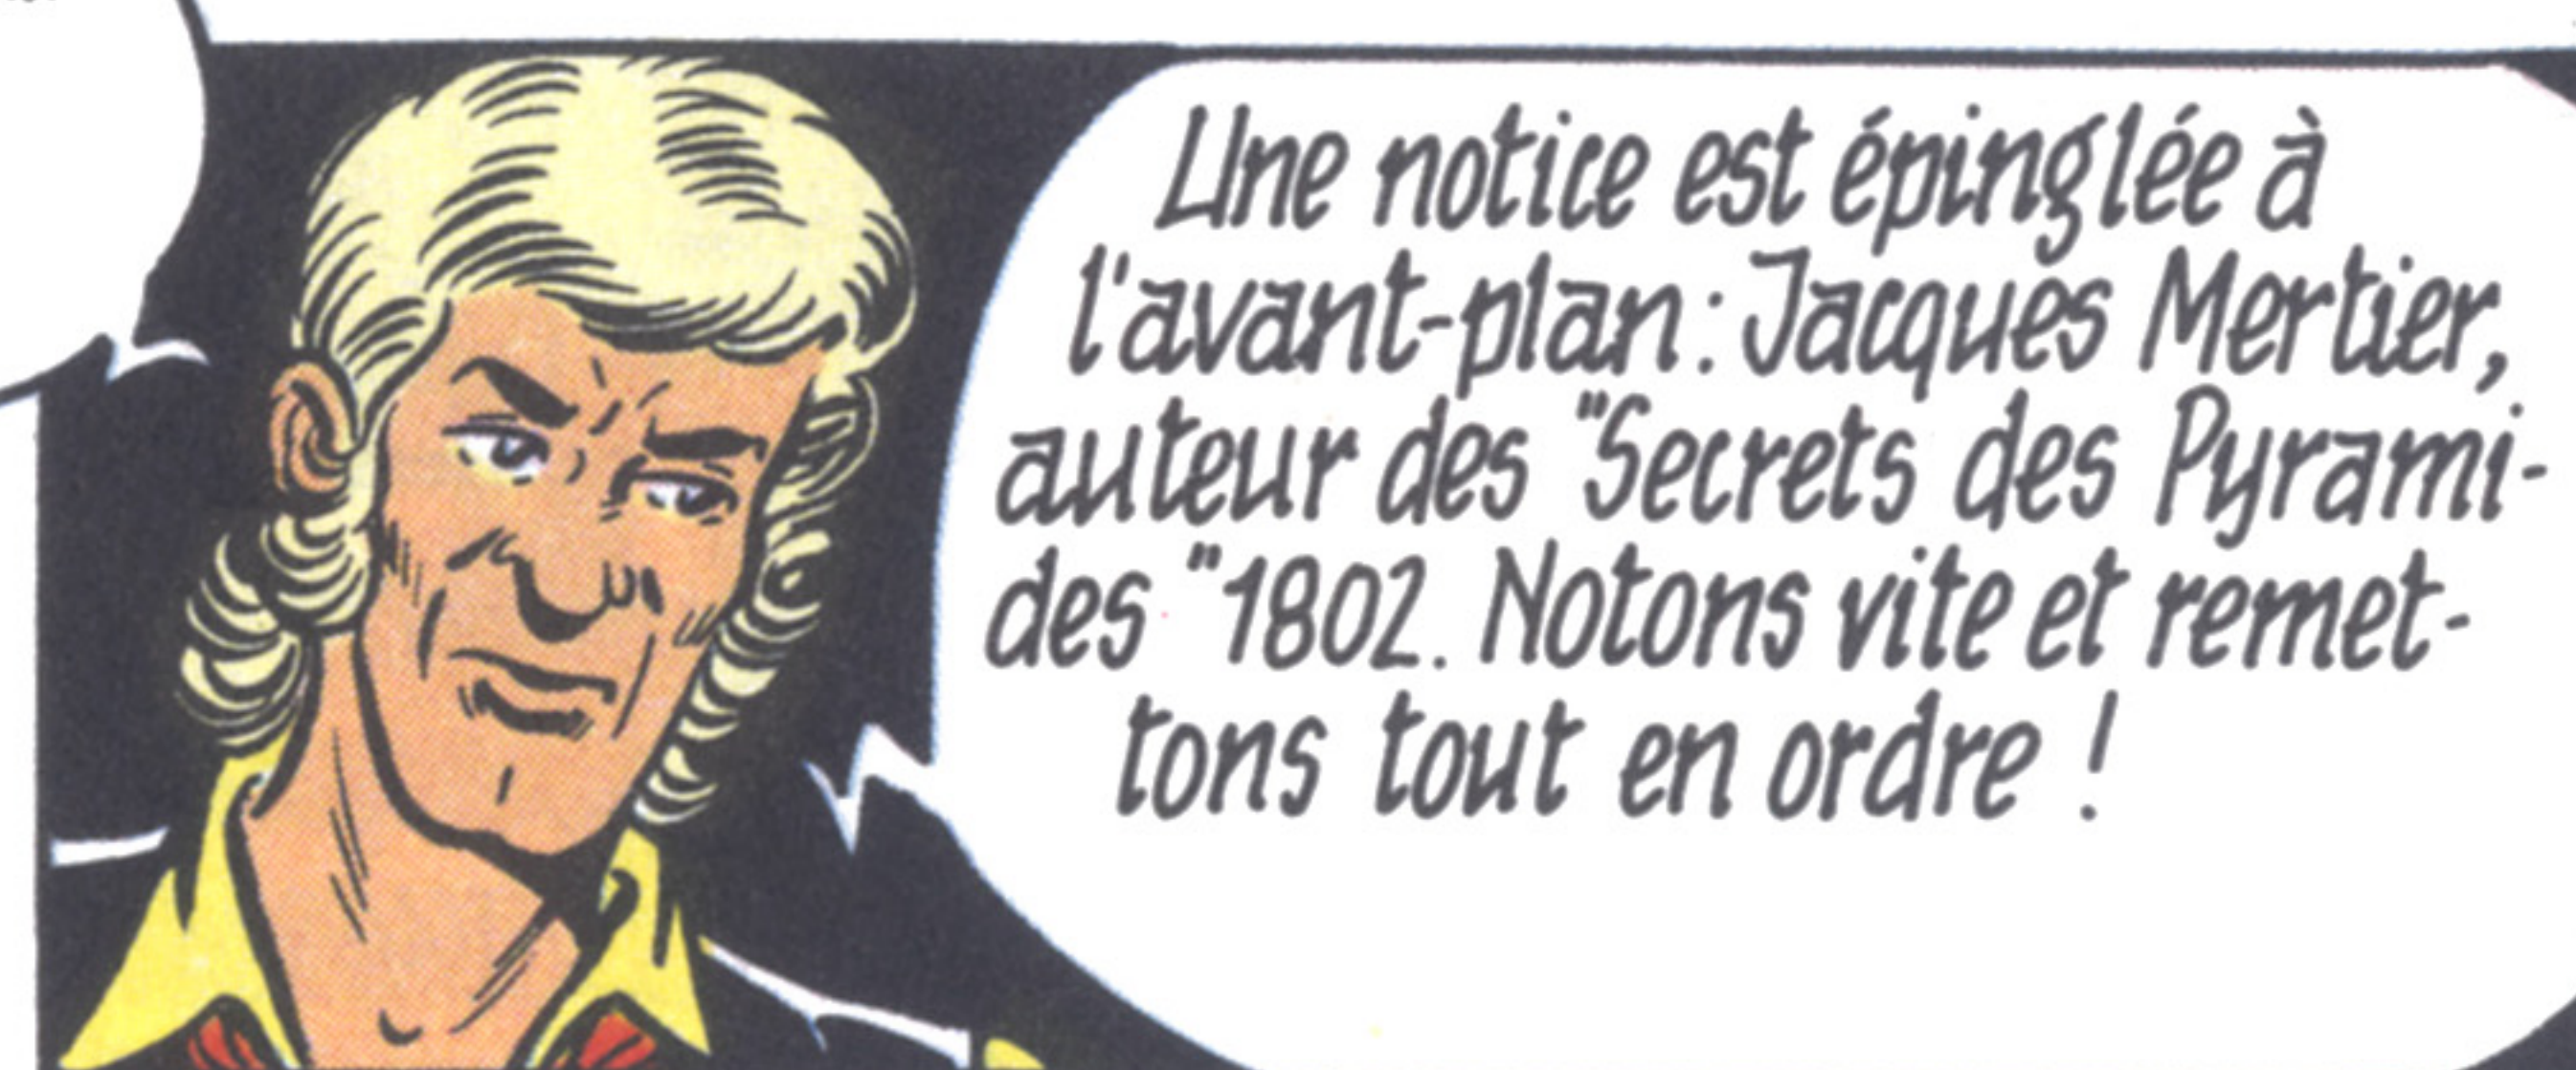 Une notice est épinglée à
l'avant-plan : Jacques Mertier,
auteur des "Secrets des Pyrami-
des "1802. Notons vite et remet-
tons tout en ordre !